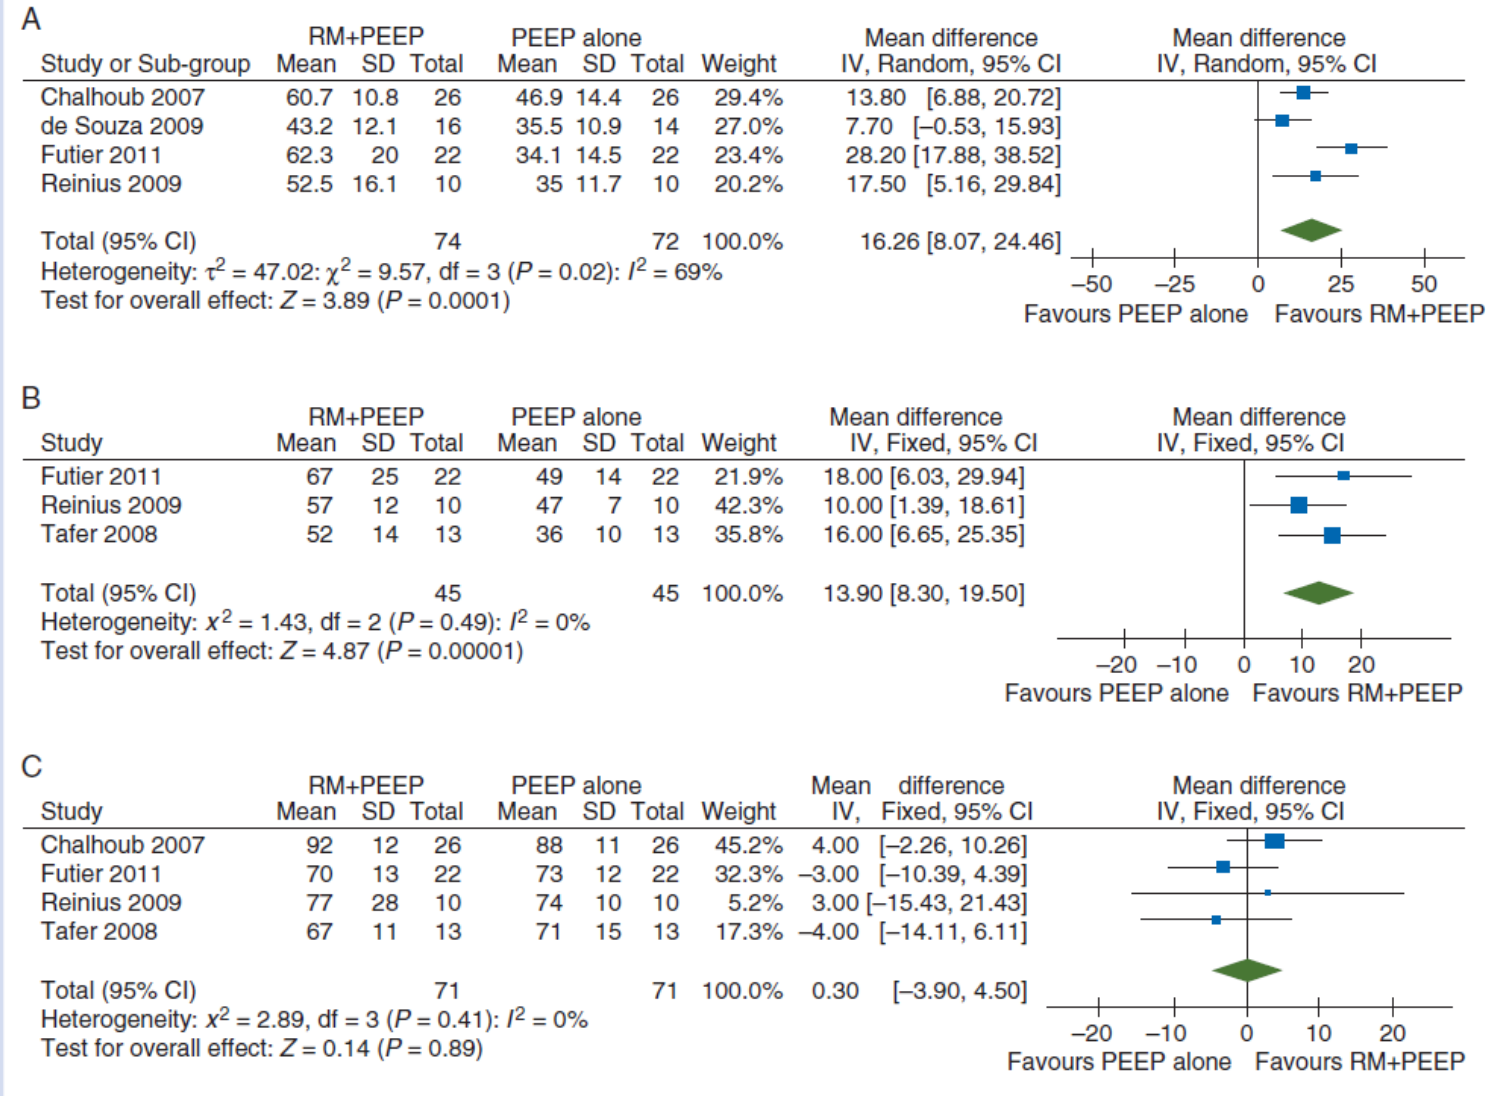 A
RM+PEEP PEEP alone Mean difference Mean difference
Study or Sub-group Mean SD Total Mean SD Total Weight IV, Random, 95% CI IV, Random, 95% CI
Chalhoub 2007 60.7 10.8 26 46.9 14.4 26 29.4% 13.80 [6.88, 20.72]
de Souza 2009 43.2 12.1 16 35.5 10.9 14 27.0% 7.70 [–0.53, 15.93]
Futier 2011 62.3 20 22 34.1 14.5 22 23.4% 28.20 [17.88, 38.52]
Reinius 2009 52.5 16.1 10 35 11.7 10 20.2% 17.50 [5.16, 29.84]
Total (95% CI) 74 72 100.0% 16.26 [8.07, 24.46]
Heterogeneity: τ² = 47.02: χ² = 9.57, df = 3 (P = 0.02): I² = 69%
Test for overall effect: Z = 3.89 (P = 0.0001)
–50 –25 0 25 50
Favours PEEP alone Favours RM+PEEP
B
RM+PEEP PEEP alone Mean difference Mean difference
Study Mean SD Total Mean SD Total Weight IV, Fixed, 95% CI IV, Fixed, 95% CI
Futier 2011 67 25 22 49 14 22 21.9% 18.00 [6.03, 29.94]
Reinius 2009 57 12 10 47 7 10 42.3% 10.00 [1.39, 18.61]
Tafer 2008 52 14 13 36 10 13 35.8% 16.00 [6.65, 25.35]
Total (95% CI) 45 45 100.0% 13.90 [8.30, 19.50]
Heterogeneity: x² = 1.43, df = 2 (P = 0.49): I² = 0%
Test for overall effect: Z = 4.87 (P = 0.00001)
–20 –10 0 10 20
Favours PEEP alone Favours RM+PEEP
C
RM+PEEP PEEP alone Mean difference Mean difference
Study Mean SD Total Mean SD Total Weight IV, Fixed, 95% CI IV, Fixed, 95% CI
Chalhoub 2007 92 12 26 88 11 26 45.2% 4.00 [–2.26, 10.26]
Futier 2011 70 13 22 73 12 22 32.3% –3.00 [–10.39, 4.39]
Reinius 2009 77 28 10 74 10 10 5.2% 3.00 [–15.43, 21.43]
Tafer 2008 67 11 13 71 15 13 17.3% –4.00 [–14.11, 6.11]
Total (95% CI) 71 71 100.0% 0.30 [–3.90, 4.50]
Heterogeneity: x² = 2.89, df = 3 (P = 0.41): I² = 0%
Test for overall effect: Z = 0.14 (P = 0.89)
–20 –10 0 10 20
Favours PEEP alone Favours RM+PEEP